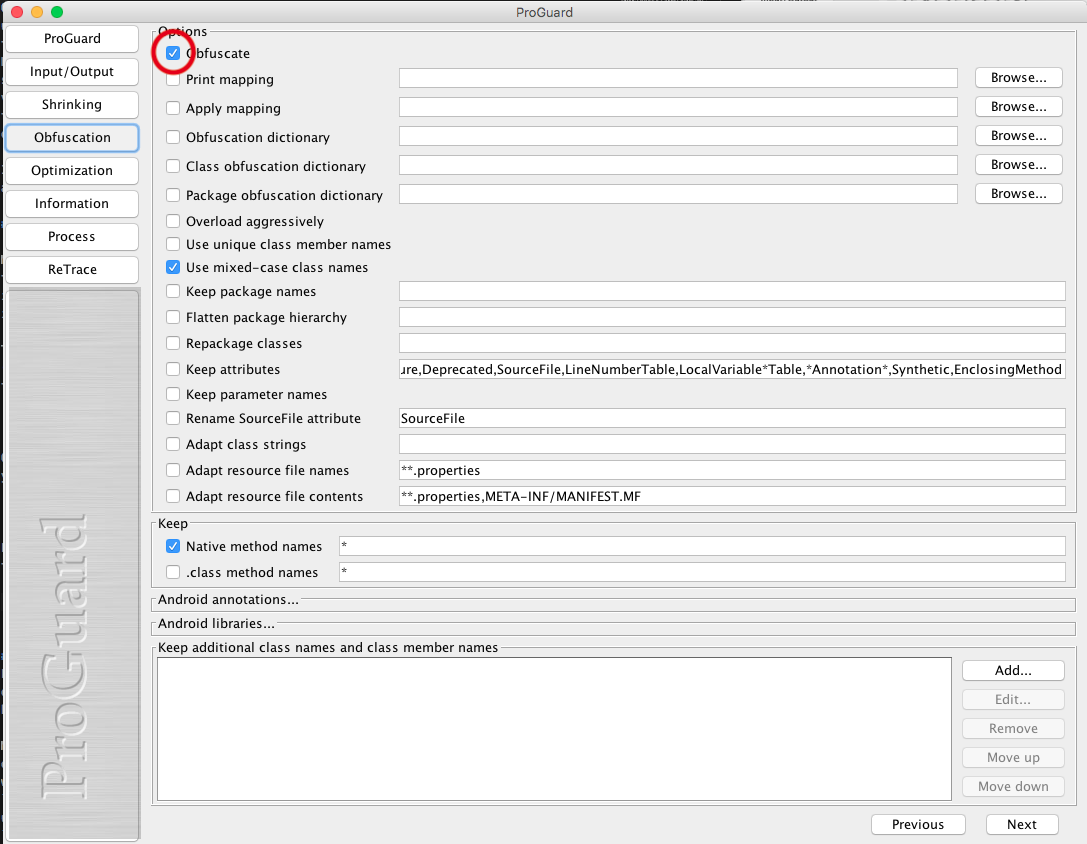 ProGuard
ProGuard
Input/Output
Shrinking
Obfuscation
Optimization
Information
Process
ReTrace
ProGuard
Options
Obfuscate
Print mapping Browse...
Apply mapping Browse...
Obfuscation dictionary Browse...
Class obfuscation dictionary Browse...
Package obfuscation dictionary Browse...
Overload aggressively
Use unique class member names
Use mixed-case class names
Keep package names
Flatten package hierarchy
Repackage classes
Keep attributes ure,Deprecated,SourceFile,LineNumberTable,LocalVariable*Table,*Annotation*,Synthetic,EnclosingMethod
Keep parameter names
Rename SourceFile attribute SourceFile
Adapt class strings
Adapt resource file names **.properties
Adapt resource file contents **.properties,META-INF/MANIFEST.MF
Keep
Native method names *
.class method names *
Android annotations...
Android libraries...
Keep additional class names and class member names
Add...
Edit...
Remove
Move up
Move down
Previous Next